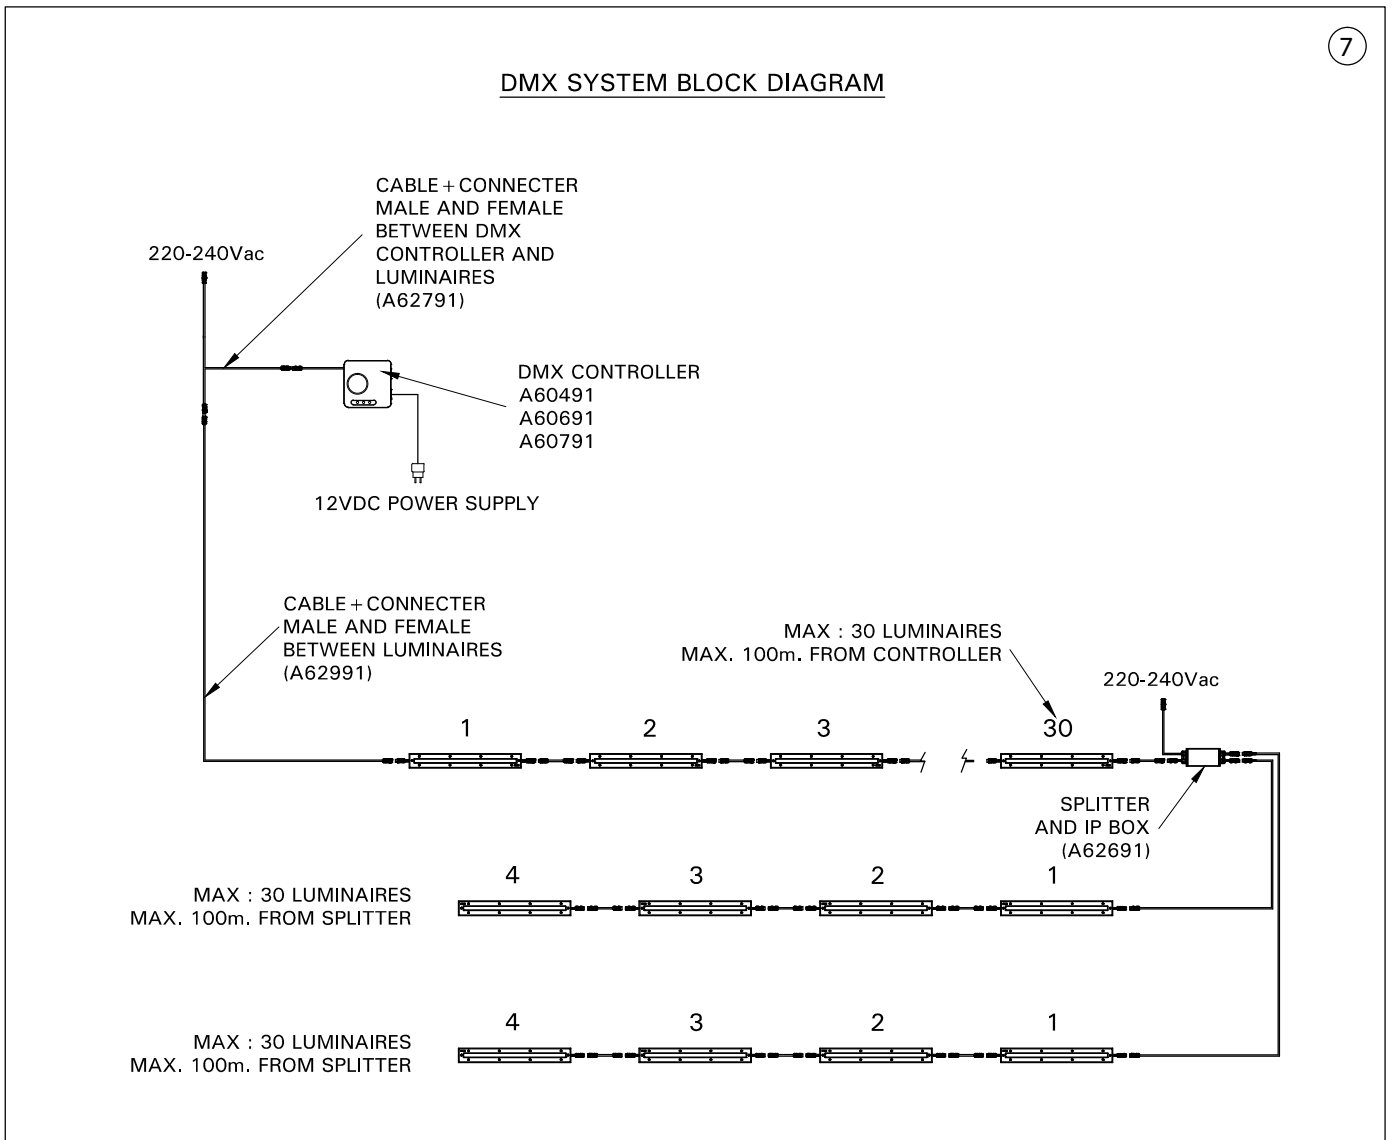 7
DMX SYSTEM BLOCK DIAGRAM
CABLE+CONNECTER
MALE AND FEMALE
BETWEEN DMX
CONTROLLER AND
LUMINAIRES
(A62791)
220-240Vac
DMX CONTROLLER
A60491
A60691
A60791
12VDC POWER SUPPLY
CABLE+CONNECTER
MALE AND FEMALE
BETWEEN LUMINAIRES
(A62991)
MAX : 30 LUMINAIRES
MAX. 100m. FROM CONTROLLER
220-240Vac
1 2 3 30
SPLITTER
AND IP BOX
(A62691)
4 3 2 1
MAX : 30 LUMINAIRES
MAX. 100m. FROM SPLITTER
4 3 2 1
MAX : 30 LUMINAIRES
MAX. 100m. FROM SPLITTER